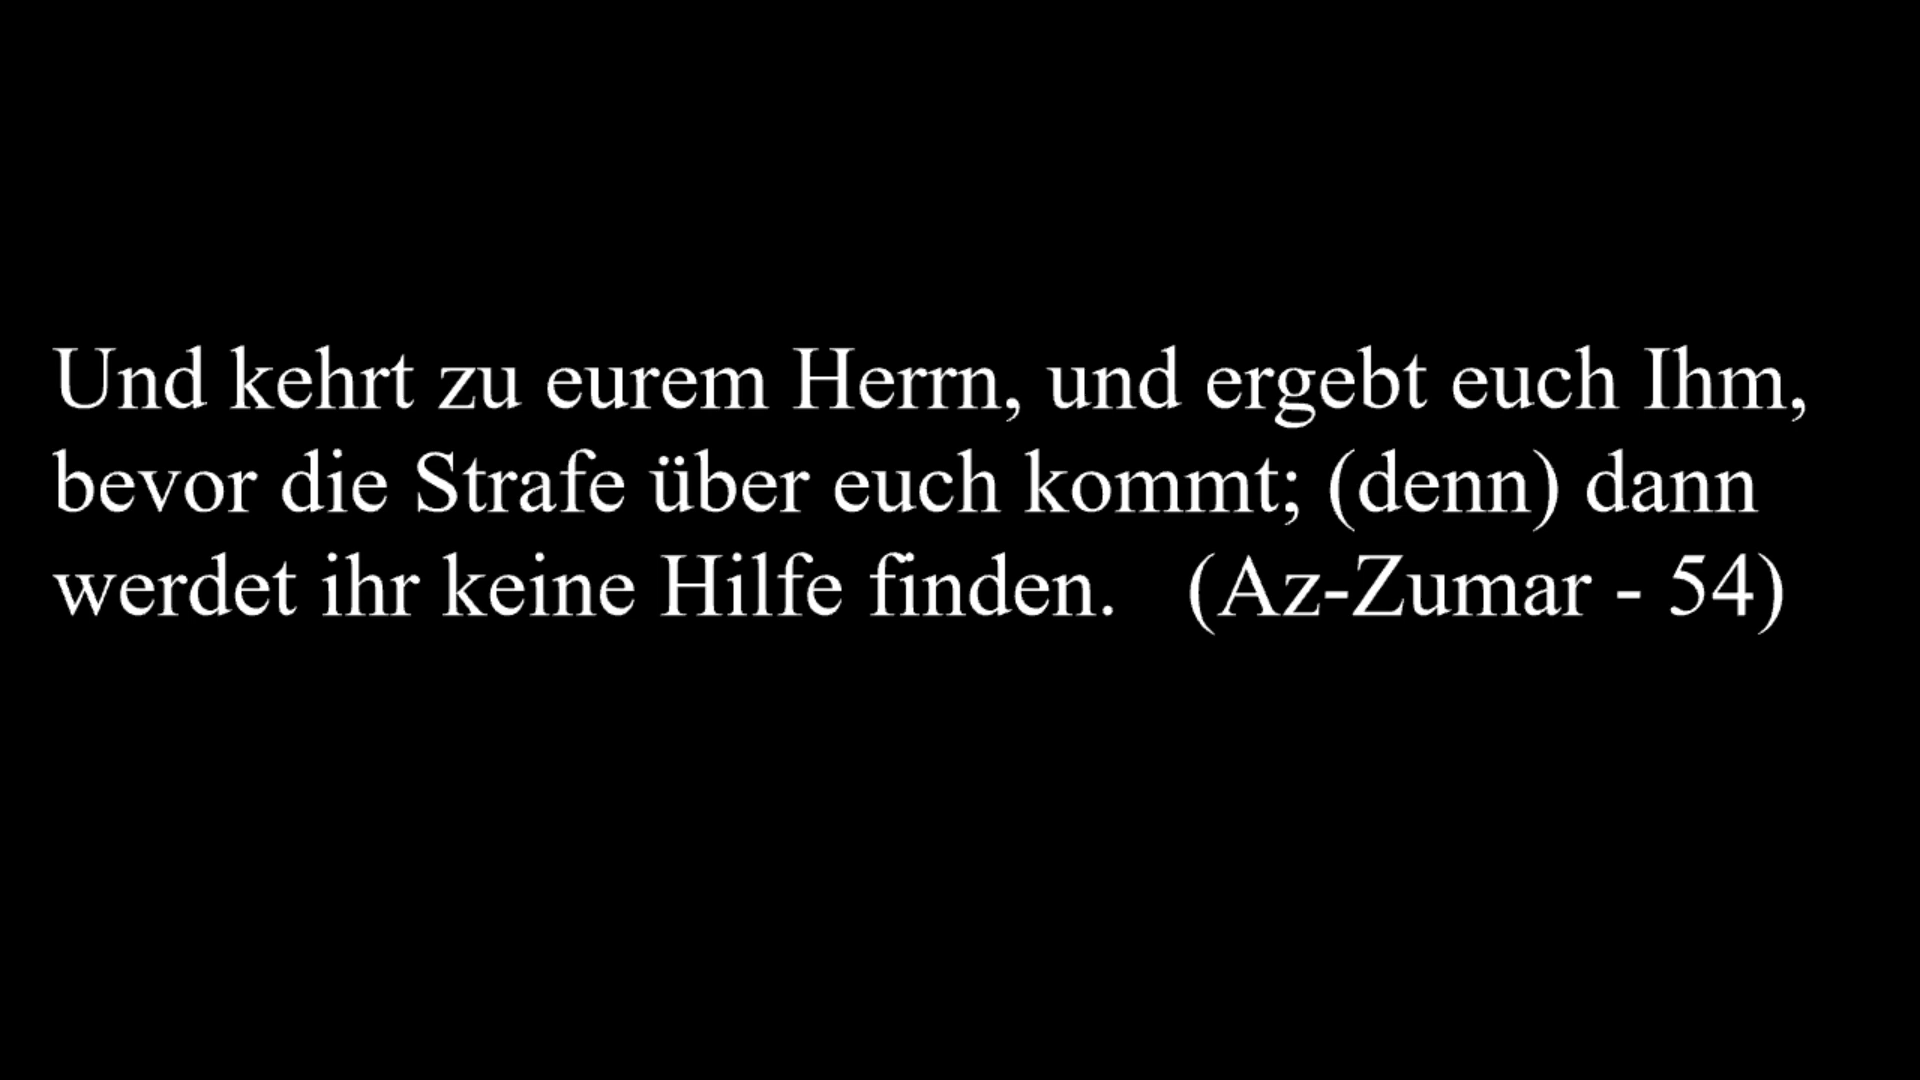 Und kehrt zu eurem Herrn, und ergebt euch Ihm,
bevor die Strafe über euch kommt; (denn) dann
werdet ihr keine Hilfe finden. (Az-Zumar - 54)